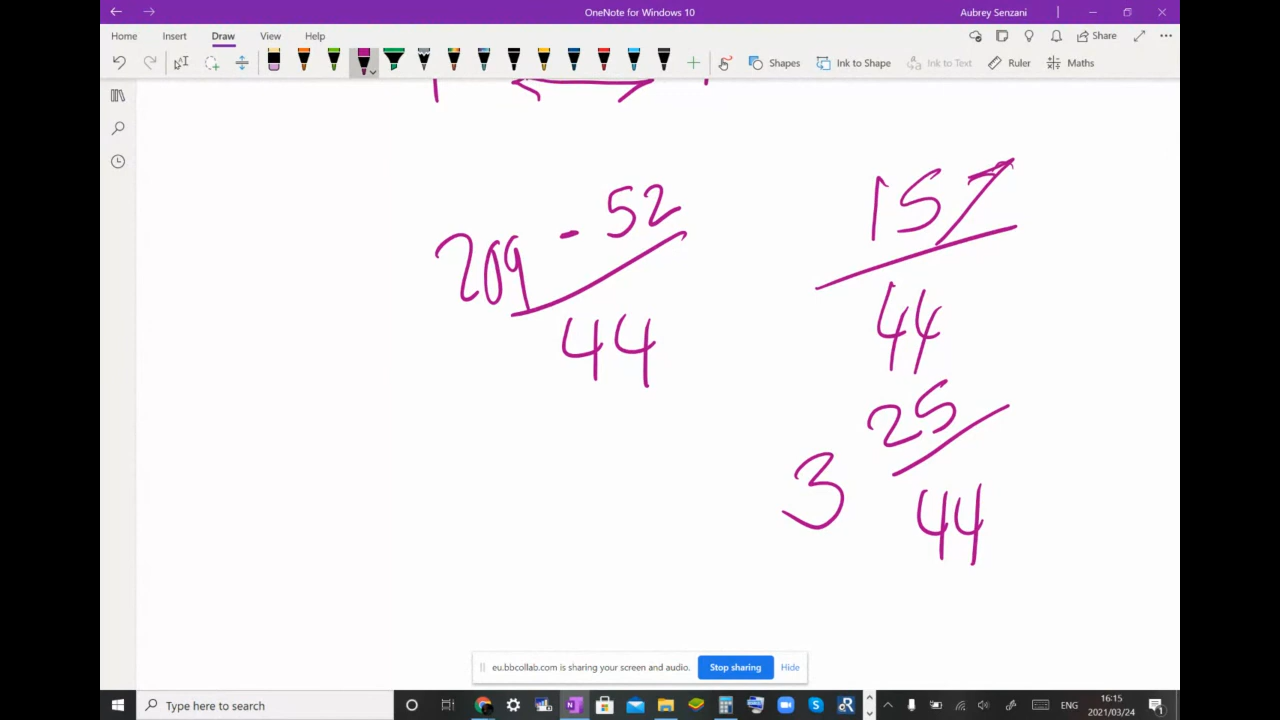 OneNote for Windows 10
Aubrey Senzani
Home Insert Draw View Help
Share
Shapes Ink to Shape Ink to Text Ruler Maths
209 - 52
44
157
44
3 25
44
eu.bbcollab.com is sharing your screen and audio. Stop sharing Hide
Type here to search
ENG
16:15
2021/03/24